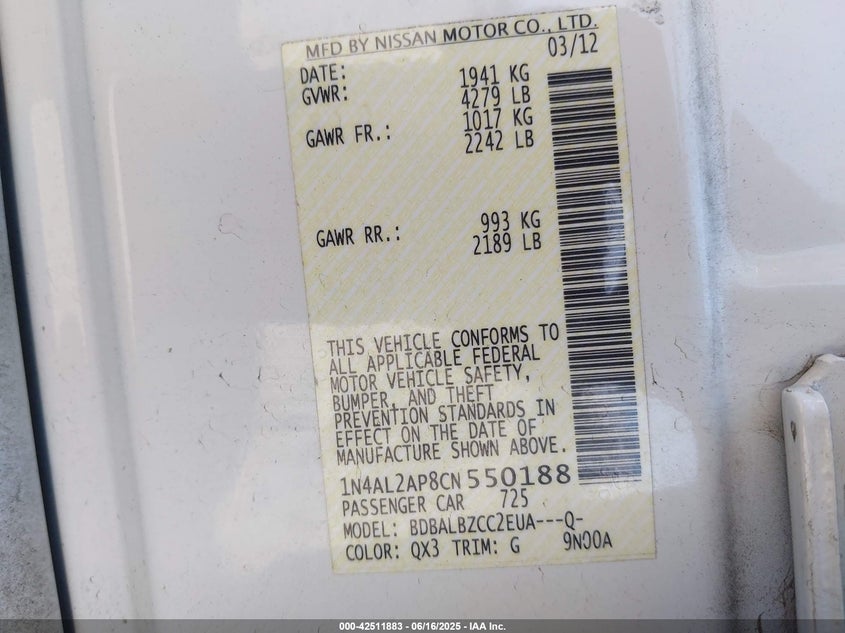 MFD BY NISSAN MOTOR CO., LTD.
DATE: 03/12
GVWR: 1941 KG
4279 LB
GAWR FR.: 1017 KG
2242 LB
GAWR RR.: 993 KG
2189 LB
THIS VEHICLE CONFORMS TO
ALL APPLICABLE FEDERAL
MOTOR VEHICLE SAFETY,
BUMPER, AND THEFT
PREVENTION STANDARDS IN
EFFECT ON THE DATE OF
MANUFACTURE SHOWN ABOVE.
1N4AL2AP8CN 550188
PASSENGER CAR 725
MODEL: BDBALBZCC2EUA---Q-
COLOR: QX3 TRIM: G 9N00A
000-42511883 - 06/16/2025 - IAA Inc.